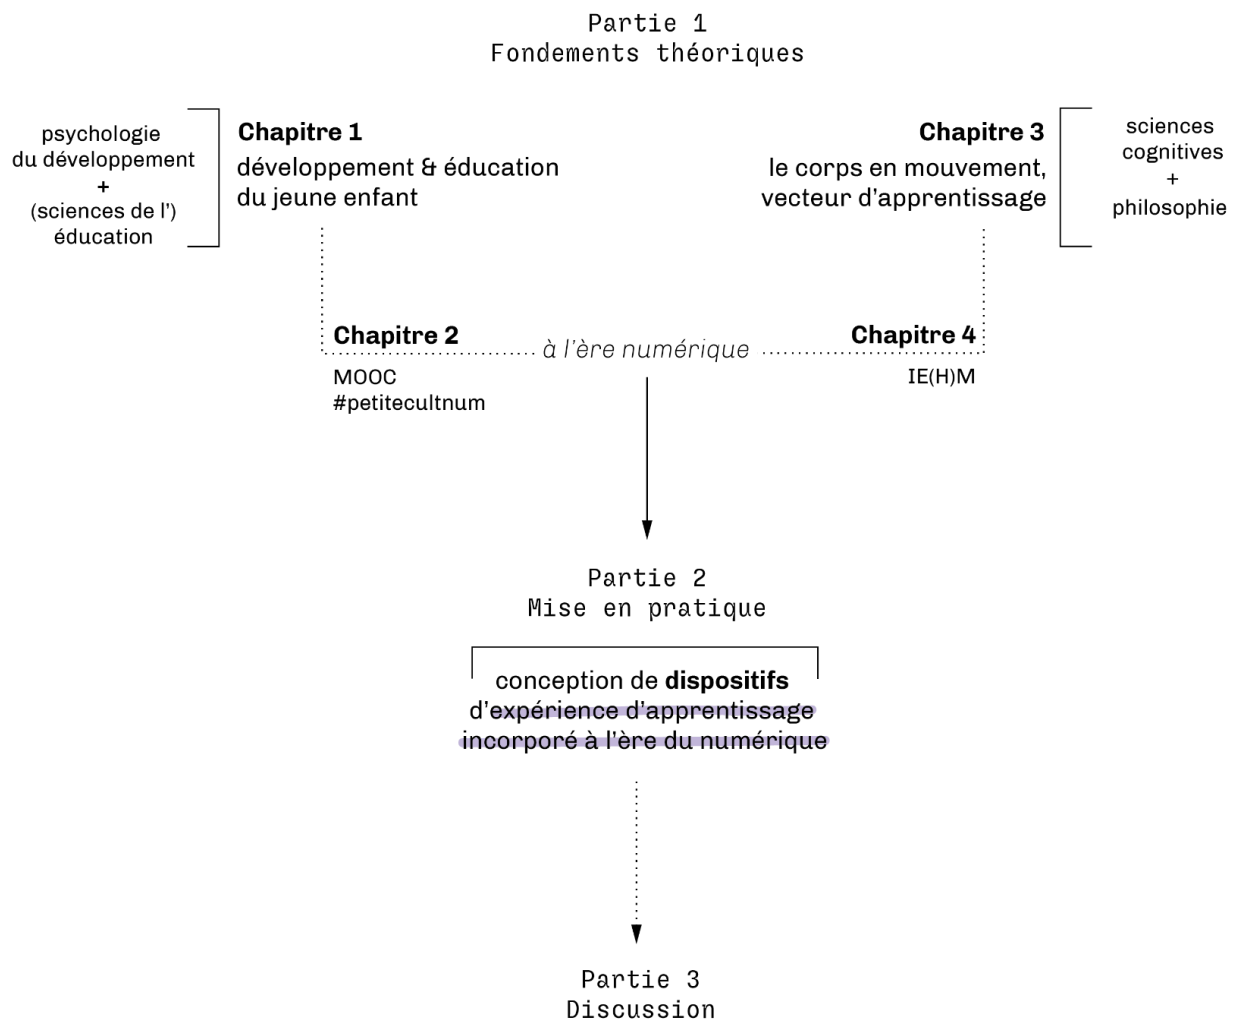 Partie 1
Fondements théoriques
psychologie
du développement
+
(sciences de l')
éducation
Chapitre 1
développement & éducation
du jeune enfant
Chapitre 3
le corps en mouvement,
vecteur d'apprentissage
sciences
cognitives
+
philosophie
Chapitre 2
MOOC
#petitecultnum
à l'ère numérique
Chapitre 4
IE(H)M
Partie 2
Mise en pratique
conception de dispositifs
d'expérience d'apprentissage
incorporé à l'ère du numérique
Partie 3
Discussion